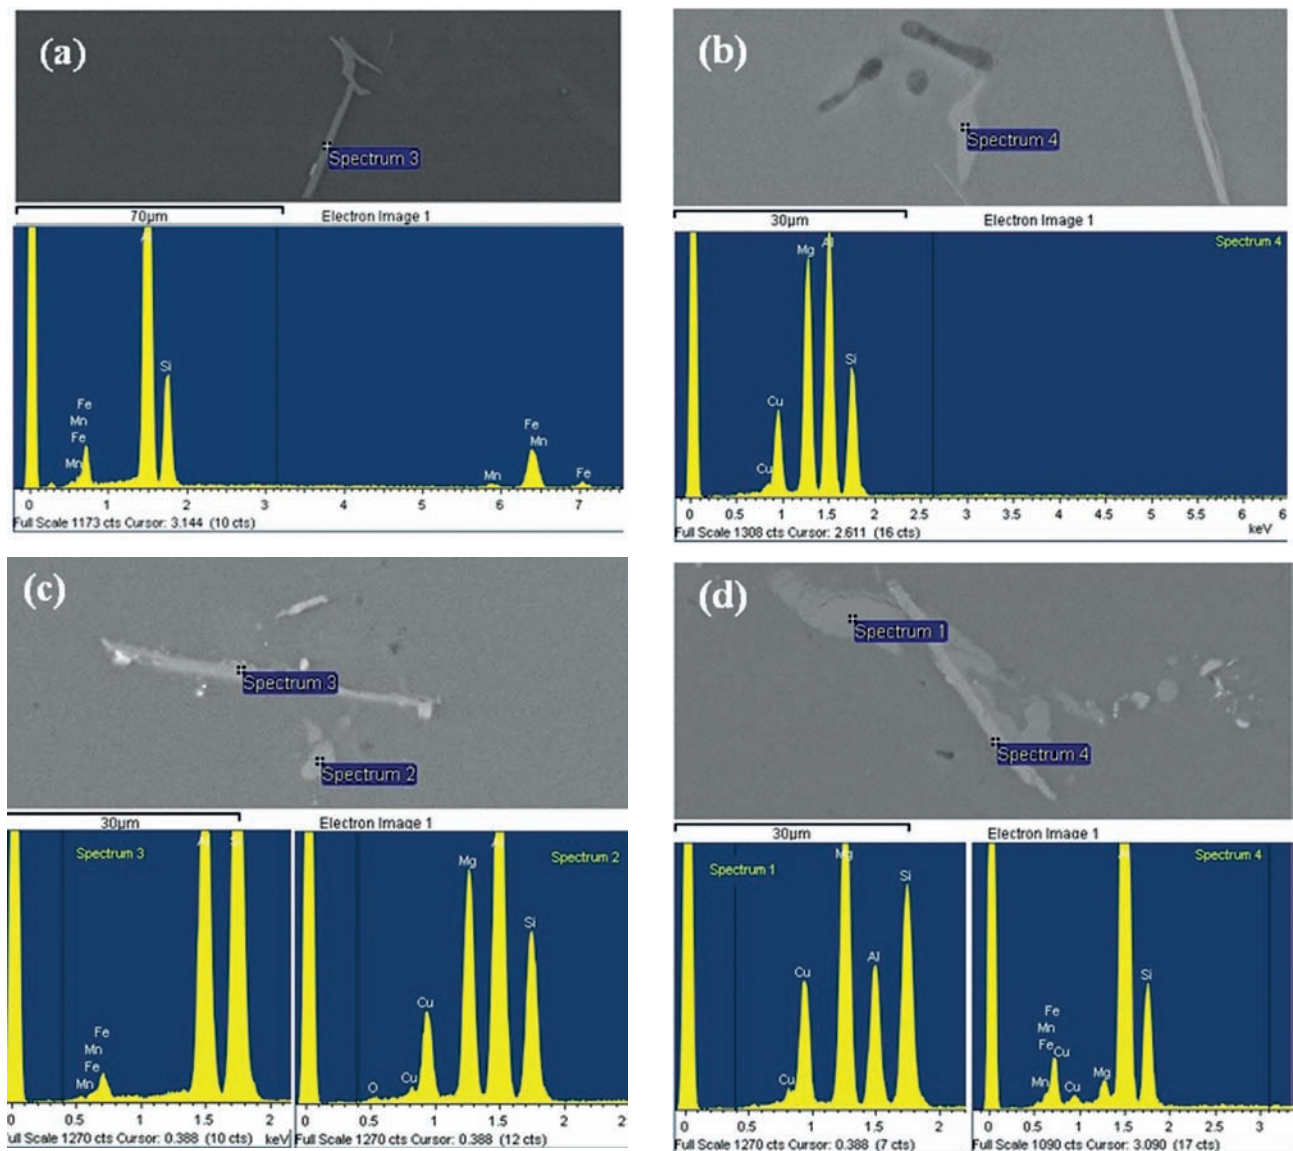 (a)
Spectrum 3
70μm Electron Image 1
Al
Si
Fe
Mn
Fe
Mn
Fe
Mn
Mn
Fe
0 1 2 3 4 5 6 7
Full Scale 1173 cts Cursor: 3.144 (10 cts)
(b)
Spectrum 4
30μm Electron Image 1
Spectrum 4
Mg
Al
Si
Cu
Cu
0 0.5 1 1.5 2 2.5 3 3.5 4 4.5 5 5.5 6 6
Full Scale 1308 cts Cursor: 2.611 (16 cts) keV
(c)
Spectrum 3
Spectrum 2
30μm Electron Image 1
Spectrum 3
Fe
Mn
Fe
Mn
0 0.5 1 1.5 2
ull Scale 1270 cts Cursor: 0.388 (10 cts) keV
Spectrum 2
Mg
Si
Cu
Cu
O
0 0.5 1 1.5 2 2
Full Scale 1270 cts Cursor: 0.388 (12 cts)
(d)
Spectrum 1
Spectrum 4
30μm Electron Image 1
Spectrum 1
Mg
Si
Al
Cu
Cu
0 0.5 1 1.5 2
Full Scale 1270 cts Cursor: 0.388 (7 cts)
Spectrum 4
Si
Fe
Mn
Fe
Cu
Mn
Cu
Mg
0 0.5 1 1.5 2 2.5 3
Full Scale 1090 cts Cursor: 3.090 (17 cts)